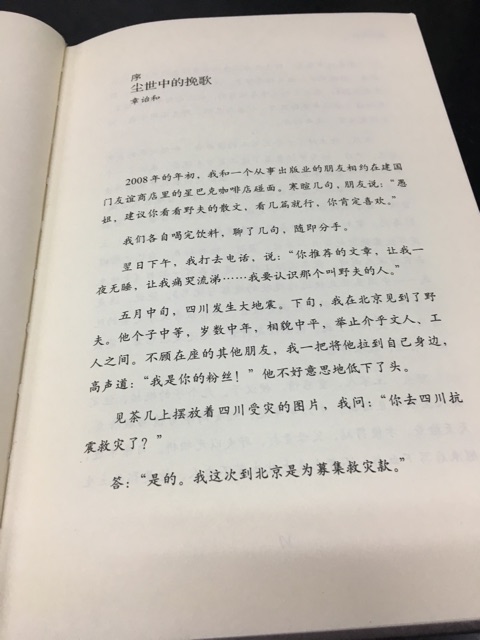 序
尘世中的挽歌
章诒和
2008年的年初，我和一个从事出版业的朋友相约在建国
门友谊商店里的星巴克咖啡店碰面。寒暄几句，朋友说：“愚
姐，建议你看看野夫的散文，看几篇就行，你肯定喜欢。”
我们各自喝完饮料，聊了几句，随即分手。
翌日下午，我打去电话，说：“你推荐的文章，让我一
夜无睡，让我痛哭流涕……我要认识那个叫野夫的人。”
五月中旬，四川发生大地震。下旬，我在北京见到了野
夫。他个子中等，岁数中年，相貌中平，举止介乎文人、工
人之间。不顾在座的其他朋友，我一把将他拉到自己身边，
高声道：“我是你的粉丝！”他不好意思地低下了头。
见茶几上摆放着四川受灾的图片，我问：“你去四川抗
震救灾了？”
答：“是的。我这次到北京是为募集救灾款。”